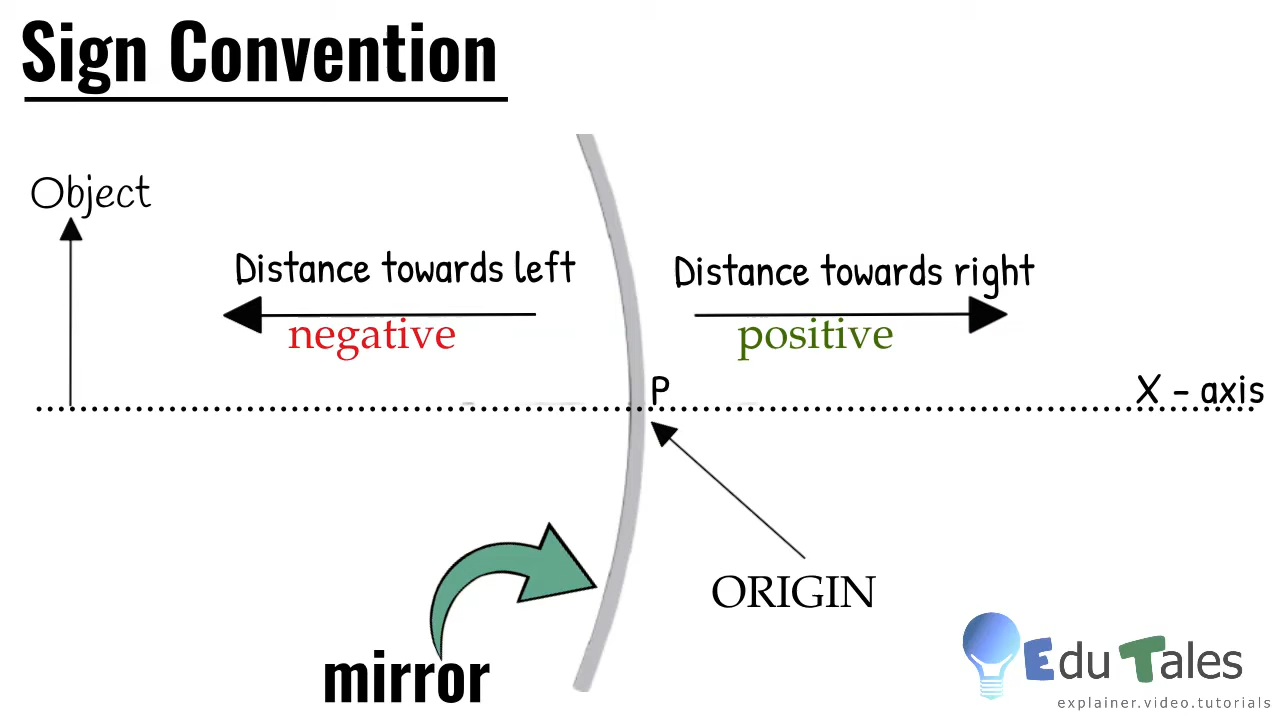 Sign Convention
Object
Distance towards left
negative
Distance towards right
positive
P
X - axis
ORIGIN
mirror
Edu Tales
explainer.video.tutorials